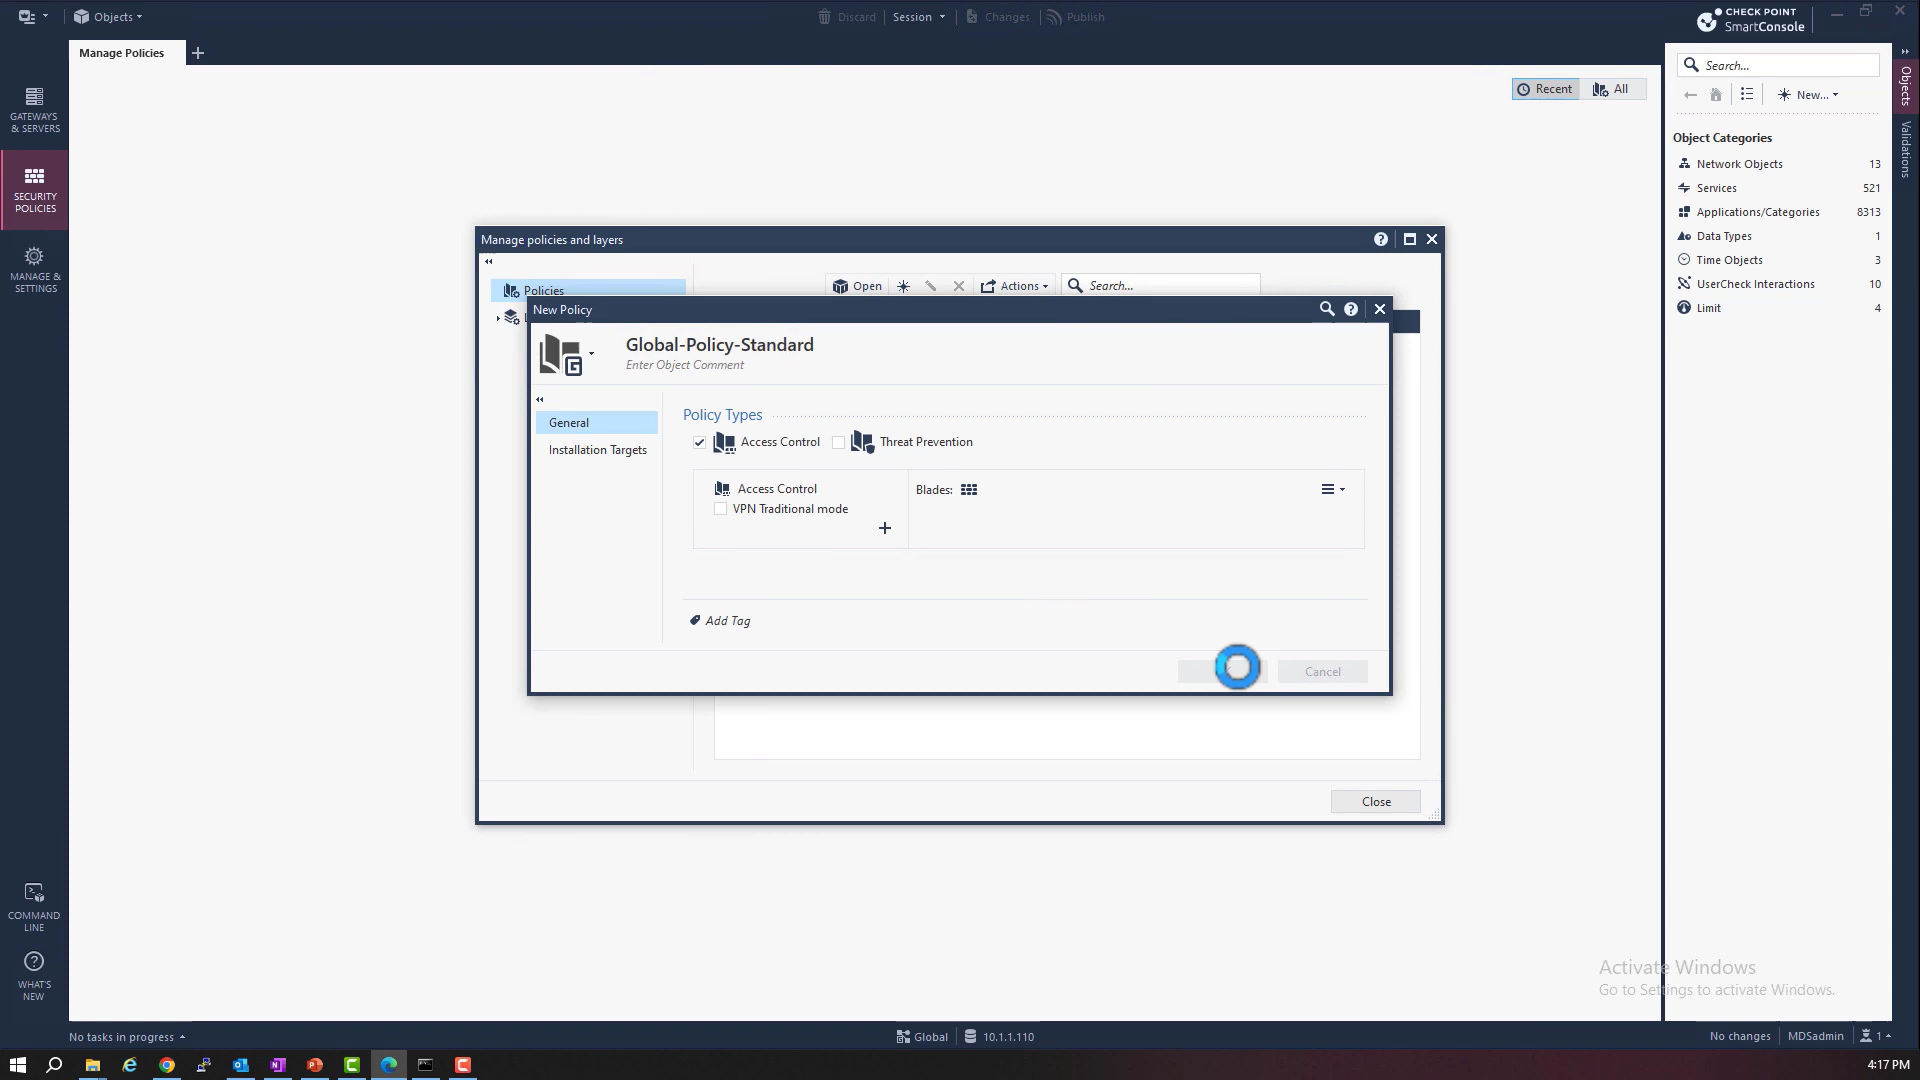 Objects
Discard
Session
Changes
Publish
CHECK POINT
SmartConsole
Manage Policies
Recent
All
Search...
New...
Objects
Validations
GATEWAYS
& SERVERS
SECURITY
POLICIES
MANAGE &
SETTINGS
Object Categories
Network Objects 13
Services 521
Applications/Categories 8313
Data Types 1
Time Objects 3
UserCheck Interactions 10
Limit 4
Manage policies and layers
Policies
Open
Actions
Search...
New Policy
Global-Policy-Standard
Enter Object Comment
General
Installation Targets
Policy Types
Access Control
Threat Prevention
Access Control
VPN Traditional mode
Blades:
Add Tag
Cancel
Close
COMMAND
LINE
WHAT'S
NEW
Activate Windows
Go to Settings to activate Windows.
No tasks in progress
Global
10.1.1.110
No changes
MDSadmin
1
4:17 PM